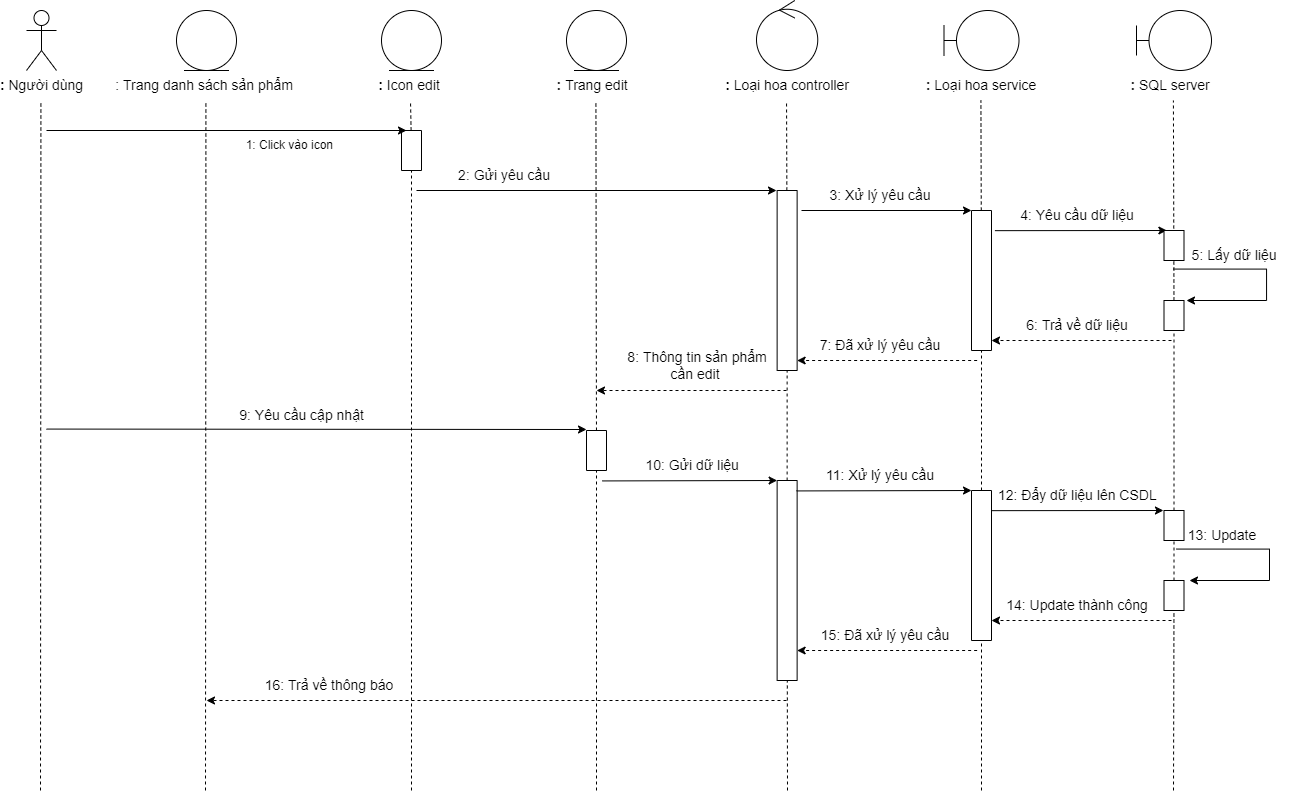 : Người dùng
: Trang danh sách sản phẩm
: Icon edit
: Trang edit
: Loại hoa controller
: Loại hoa service
: SQL server
1: Click vào icon
2: Gửi yêu cầu
3: Xử lý yêu cầu
4: Yêu cầu dữ liệu
5: Lấy dữ liệu
6: Trả về dữ liệu
7: Đã xử lý yêu cầu
8: Thông tin sản phẩm
cần edit
9: Yêu cầu cập nhật
10: Gửi dữ liệu
11: Xử lý yêu cầu
12: Đẩy dữ liệu lên CSDL
13: Update
14: Update thành công
15: Đã xử lý yêu cầu
16: Trả về thông báo